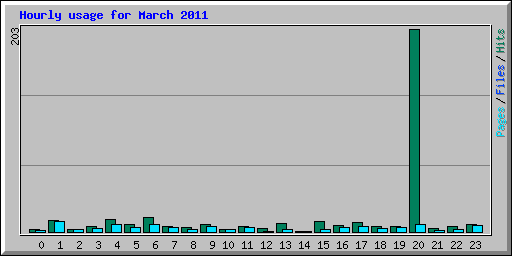 Hourly usage for March 2011
203
Pages/Files/Hits
0 1 2 3 4 5 6 7 8 9 10 11 12 13 14 15 16 17 18 19 20 21 22 23